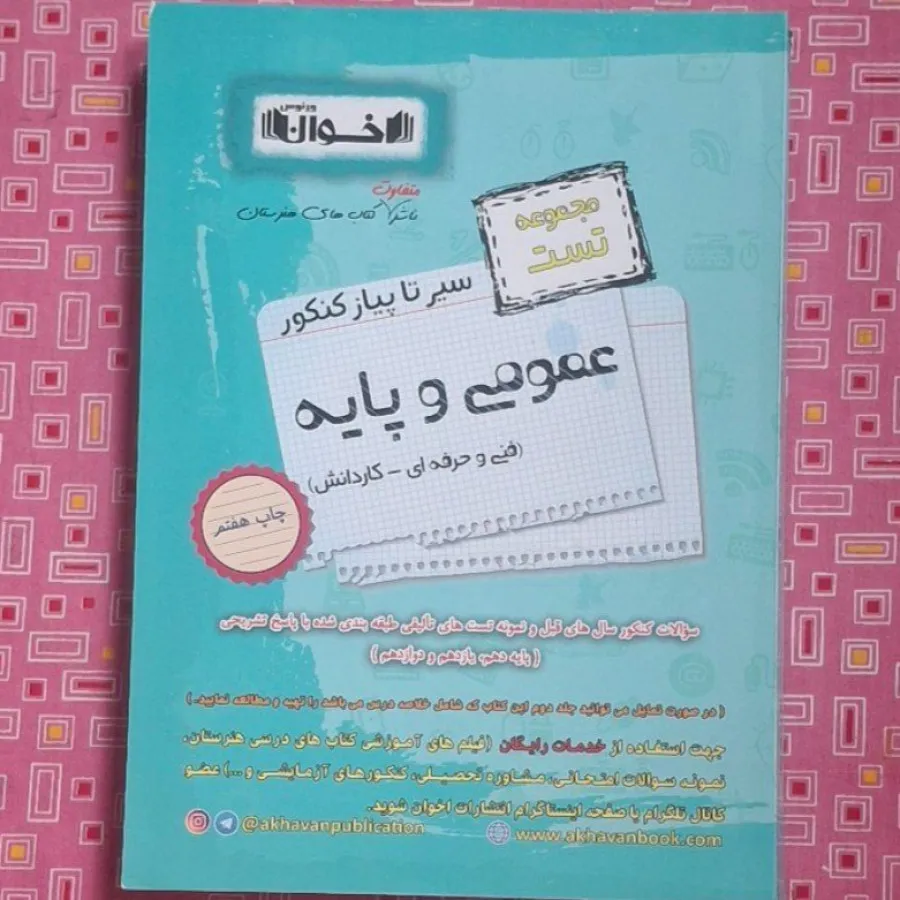 ورنوس
اخوان
متفاوت
ناشر کتاب های هنرستان
مجموعه
تست
سیر تا پیاز کنکور
عمومی و پایه
(فنی و حرفه ای - کاردانش)
چاپ هفتم
سؤالات کنکور سال های قبل و نمونه تست های تألیفی طبقه بندی شده با پاسخ تشریحی
( پایه دهم، یازدهم و دوازدهم )
( در صورت تمایل می توانید جلد دوم این کتاب که شامل خلاصه درس می باشد را تهیه و مطالعه نمایید. )
جهت استفاده از خدمات رایگان (فیلم های آموزشی کتاب های درسی هنرستان،
نمونه سوالات امتحانی، مشاوره تحصیلی، کنکورهای آزمایشی و...) عضو
کانال تلگرام یا صفحه اینستاگرام انتشارات اخوان شوید.
@akhavanpublication
www.akhavanbook.com